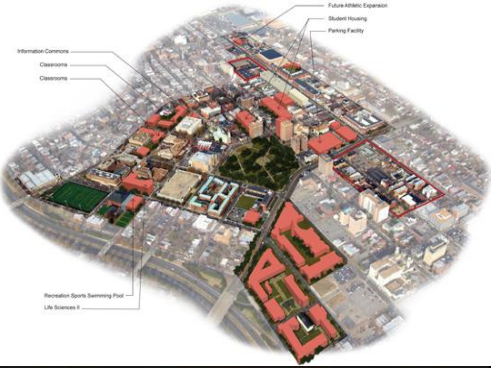 Future Athletic Expansion
Student Housing
Parking Facility
Information Commons
Classrooms
Classrooms
Recreation Sports Swimming Pool
Life Sciences II